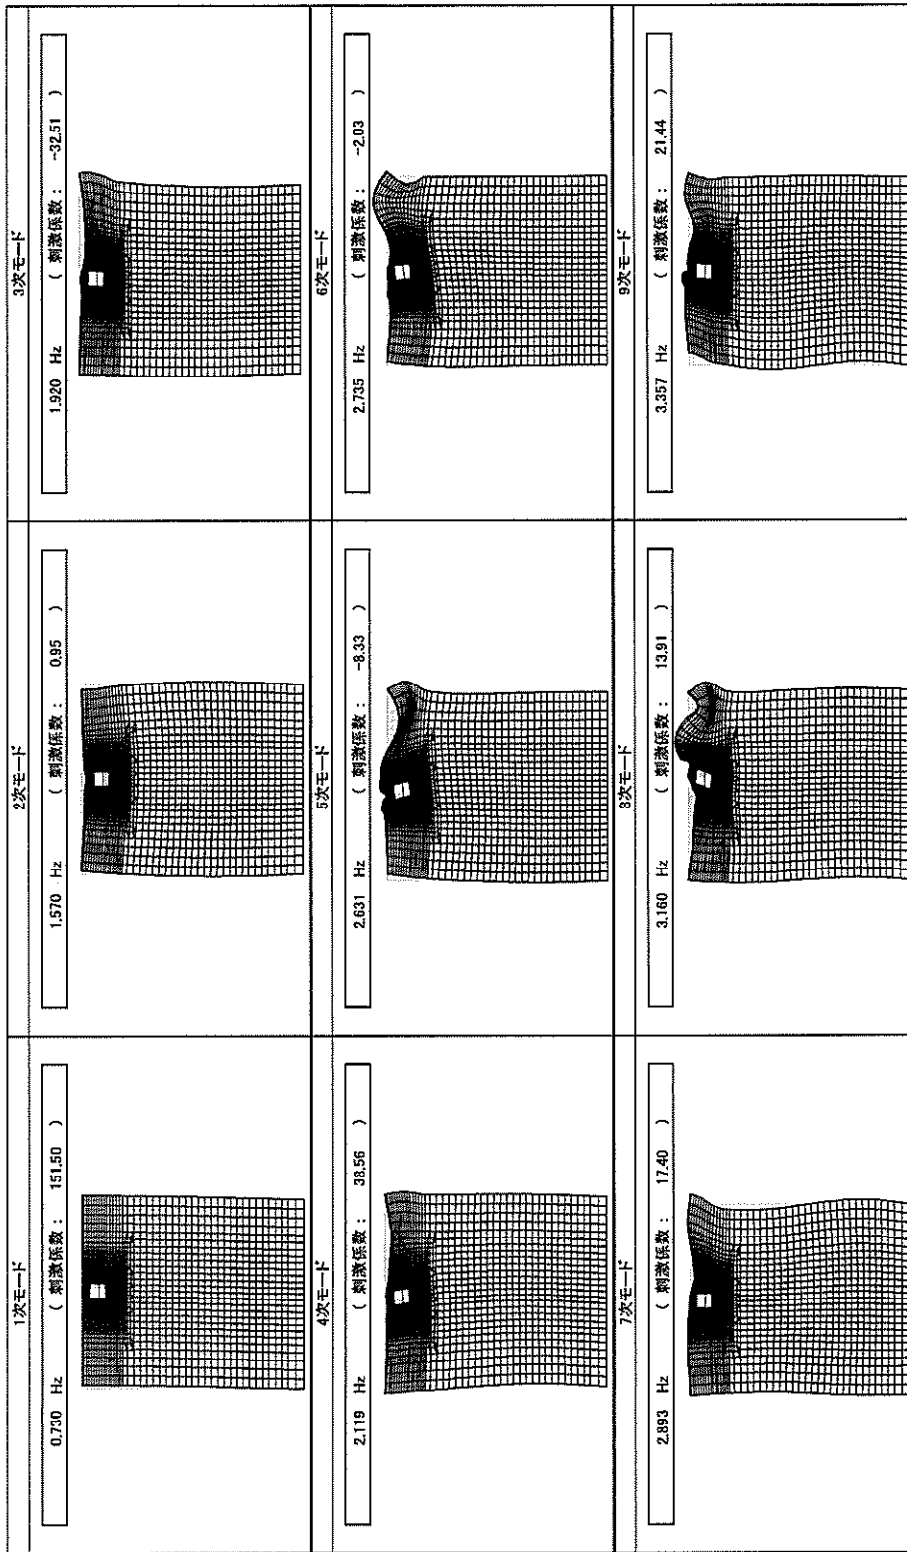 1次モード
0.730 Hz ( 刺激係数 : 151.50 )
2次モード
1.570 Hz ( 刺激係数 : 0.95 )
3次モード
1.920 Hz ( 刺激係数 : -32.51 )
4次モード
2.119 Hz ( 刺激係数 : 38.56 )
5次モード
2.631 Hz ( 刺激係数 : -8.33 )
6次モード
2.735 Hz ( 刺激係数 : -2.03 )
7次モード
2.893 Hz ( 刺激係数 : 17.40 )
8次モード
3.160 Hz ( 刺激係数 : 13.91 )
9次モード
3.357 Hz ( 刺激係数 : 21.44 )